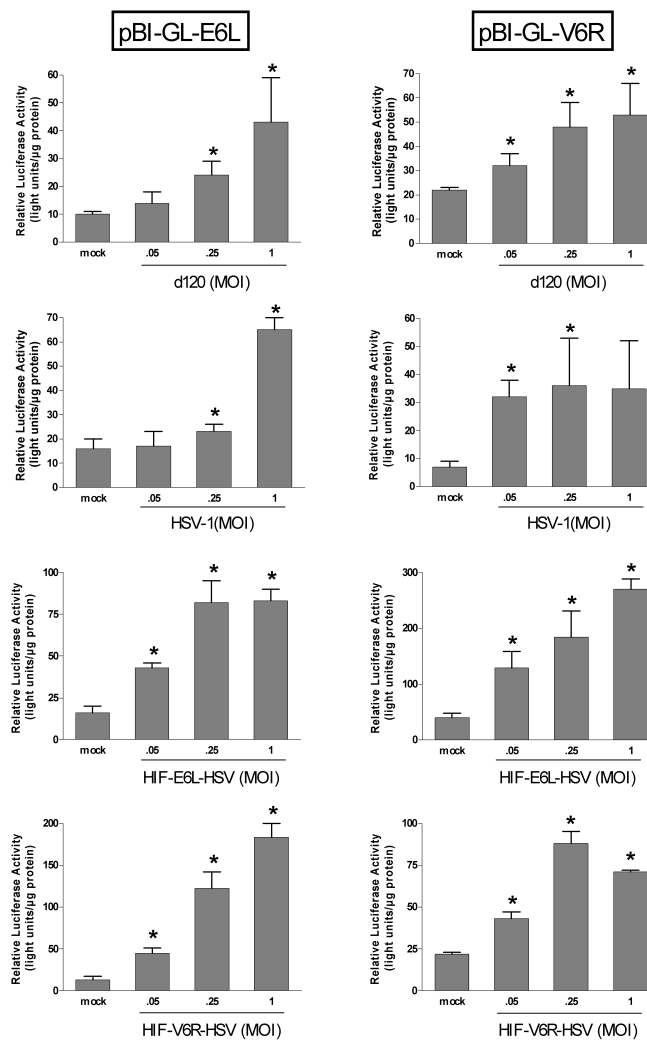 pBI-GL-E6L
pBI-GL-V6R
Relative Luciferase Activity
(light units/µg protein)
60
50
40
30
20
10
0
*
*
mock
.05
.25
1
d120 (MOI)
Relative Luciferase Activity
(light units/µg protein)
70
60
50
40
30
20
10
0
*
*
*
mock
.05
.25
1
d120 (MOI)
Relative Luciferase Activity
(light units/µg protein)
70
60
50
40
30
20
10
0
*
*
mock
.05
.25
1
HSV-1(MOI)
Relative Luciferase Activity
(light units/µg protein)
60
50
40
30
20
10
0
*
*
mock
.05
.25
1
HSV-1(MOI)
Relative Luciferase Activity
(light units/µg protein)
100
75
50
25
0
*
*
*
mock
.05
.25
1
HIF-E6L-HSV (MOI)
Relative Luciferase Activity
(light units/µg protein)
300
200
100
0
*
*
*
mock
.05
.25
1
HIF-E6L-HSV (MOI)
Relative Luciferase Activity
(light units/µg protein)
200
150
100
50
0
*
*
*
mock
.05
.25
1
HIF-V6R-HSV (MOI)
Relative Luciferase Activity
(light units/µg protein)
100
75
50
25
0
*
*
*
mock
.05
.25
1
HIF-V6R-HSV (MOI)